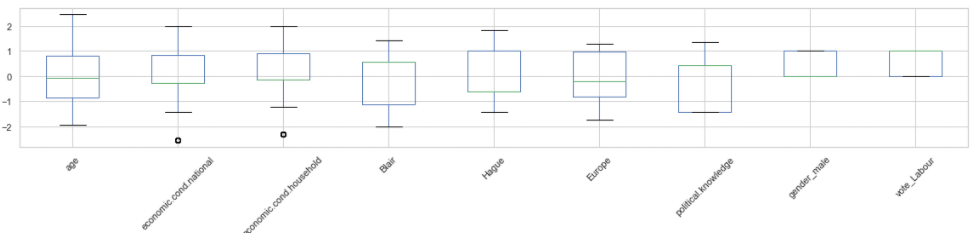 2
1
0
−1
−2
age
economic.cond.national
economic.cond.household
Blair
Hague
Europe
political.knowledge
gender_male
vote_Labour